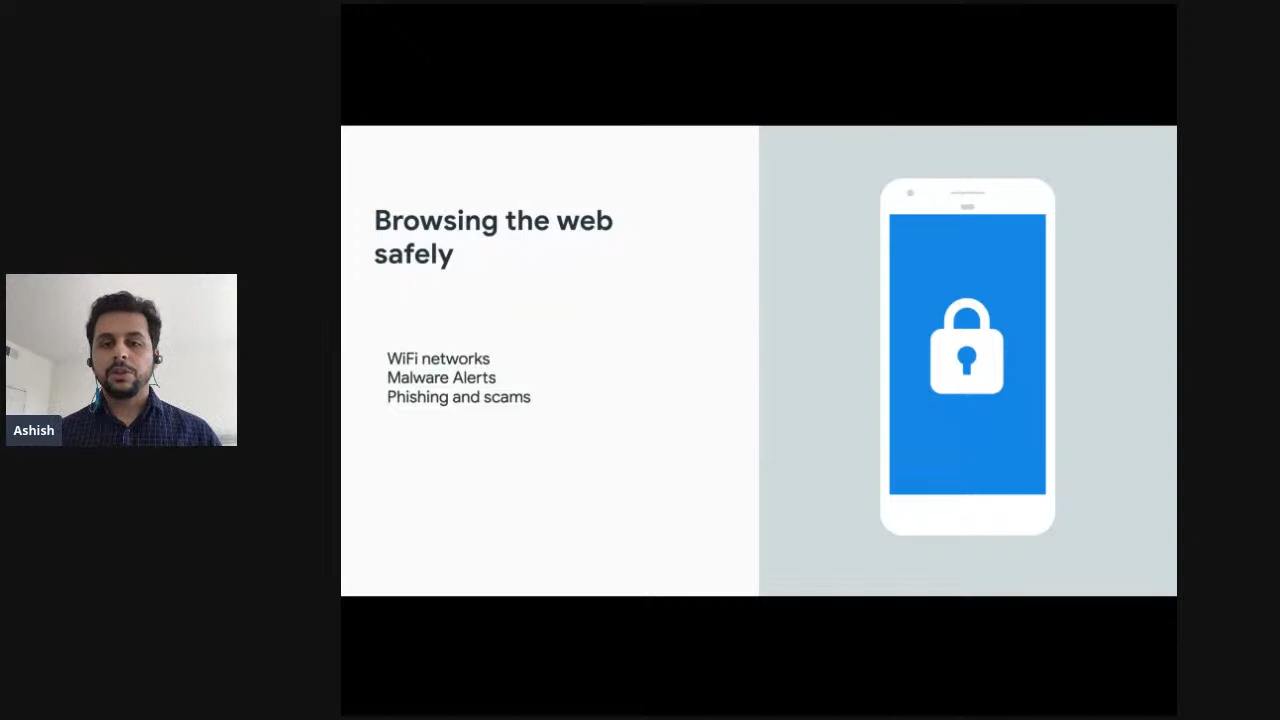 Browsing the web
safely
WiFi networks
Malware Alerts
Phishing and scams
Ashish